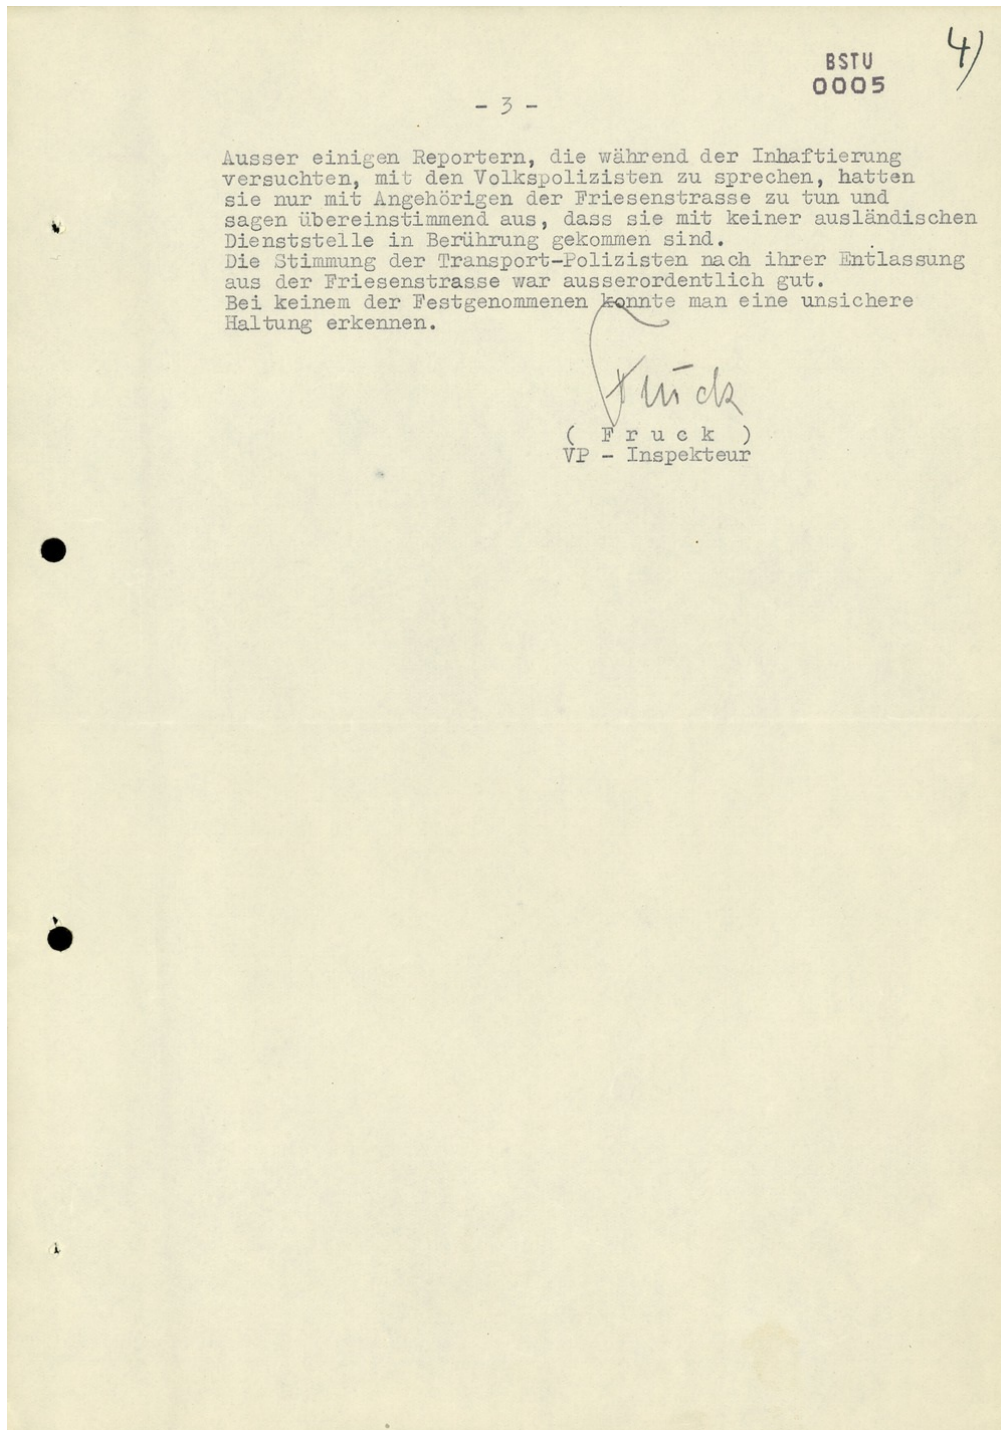 4)
BSTU
0005
- 3 -
Ausser einigen Reportern, die während der Inhaftierung
versuchten, mit den Volkspolizisten zu sprechen, hatten
sie nur mit Angehörigen der Friesenstrasse zu tun und
sagen übereinstimmend aus, dass sie mit keiner ausländischen
Dienststelle in Berührung gekommen sind.
Die Stimmung der Transport-Polizisten nach ihrer Entlassung
aus der Friesenstrasse war ausserordentlich gut.
Bei keinem der Festgenommenen konnte man eine unsichere
Haltung erkennen.
Fruck
( F r u c k )
VP - Inspekteur